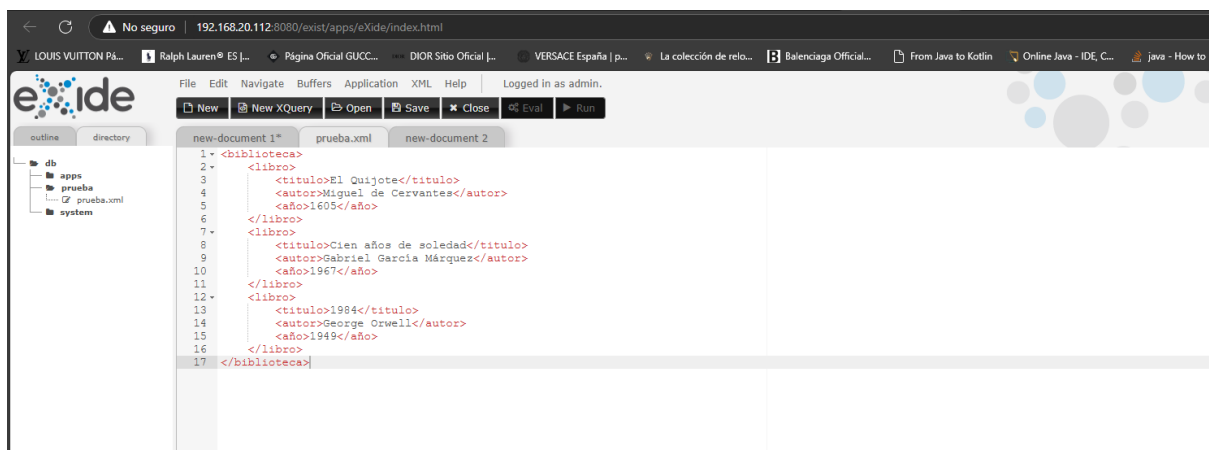 No seguro 192.168.20.112:8080/exist/apps/eXide/index.html
LOUIS VUITTON Pá... Ralph Lauren® ES |... Página Oficial GUCC... DIOR Sitio Oficial |... VERSACE España | p... La colección de relo... Balenciaga Official... From Java to Kotlin Online Java - IDE, C... java - How to
eXide
File Edit Navigate Buffers Application XML Help Logged in as admin.
New New XQuery Open Save Close Eval Run
outline directory new-document 1* prueba.xml new-document 2
db
apps
prueba
prueba.xml
system
1 <biblioteca>
2 <libro>
3 <titulo>El Quijote</titulo>
4 <autor>Miguel de Cervantes</autor>
5 <año>1605</año>
6 </libro>
7 <libro>
8 <titulo>Cien años de soledad</titulo>
9 <autor>Gabriel García Márquez</autor>
10 <año>1967</año>
11 </libro>
12 <libro>
13 <titulo>1984</titulo>
14 <autor>George Orwell</autor>
15 <año>1949</año>
16 </libro>
17 </biblioteca>